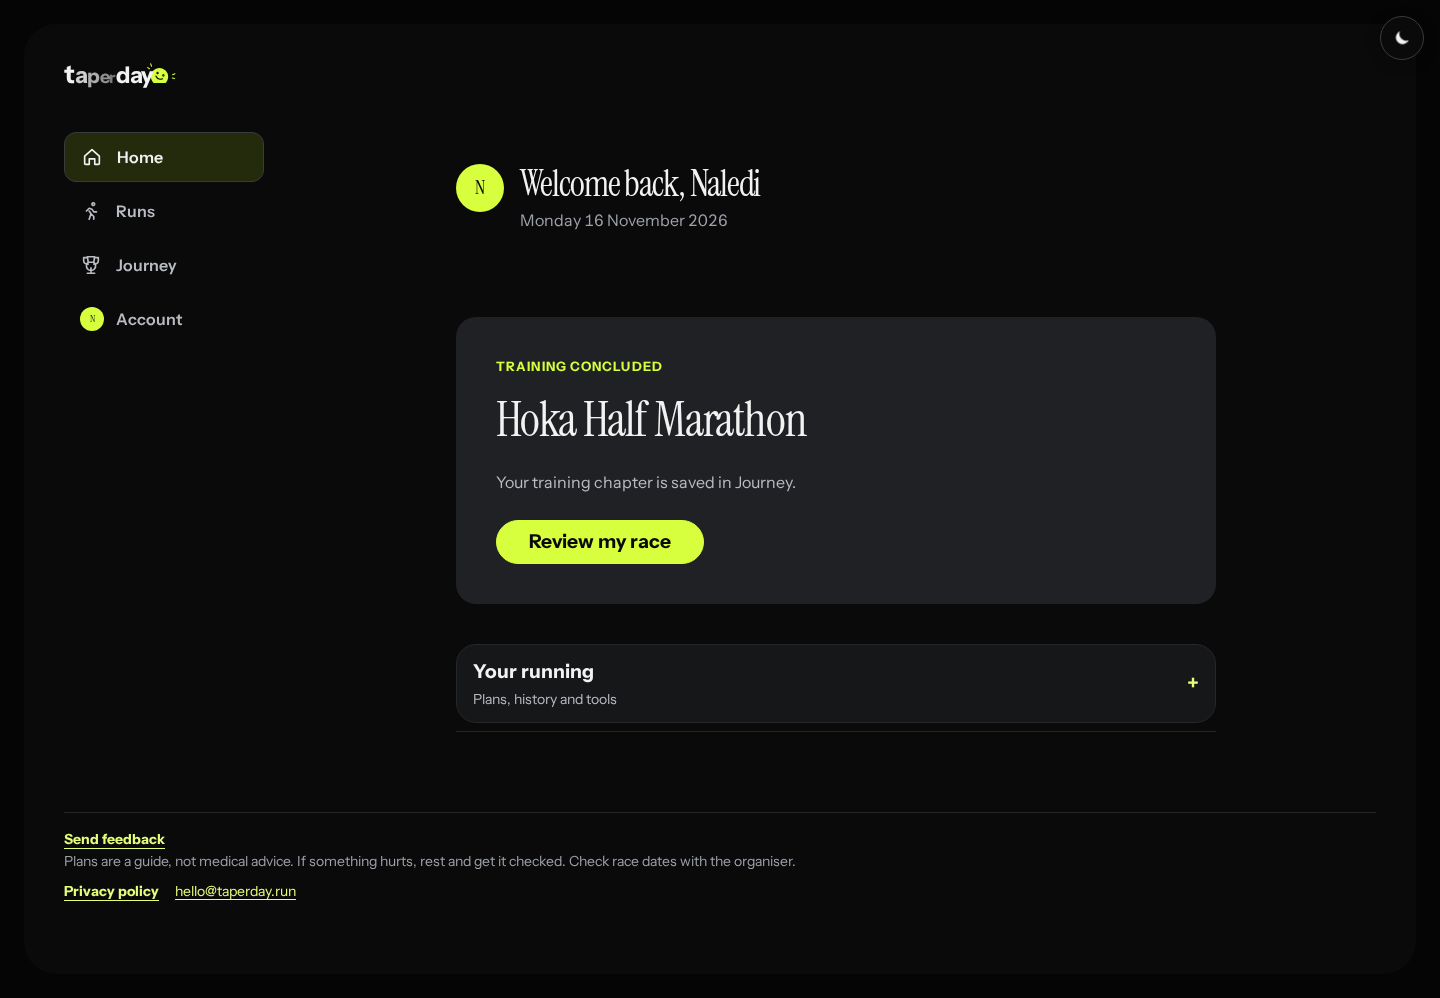 taperday
Home
Runs
Journey
N Account
N
Welcome back, Naledi
Monday 16 November 2026
TRAINING CONCLUDED
Hoka Half Marathon
Your training chapter is saved in Journey.
Review my race
Your running
Plans, history and tools
+
Send feedback
Plans are a guide, not medical advice. If something hurts, rest and get it checked. Check race dates with the organiser.
Privacy policy hello@taperday.run